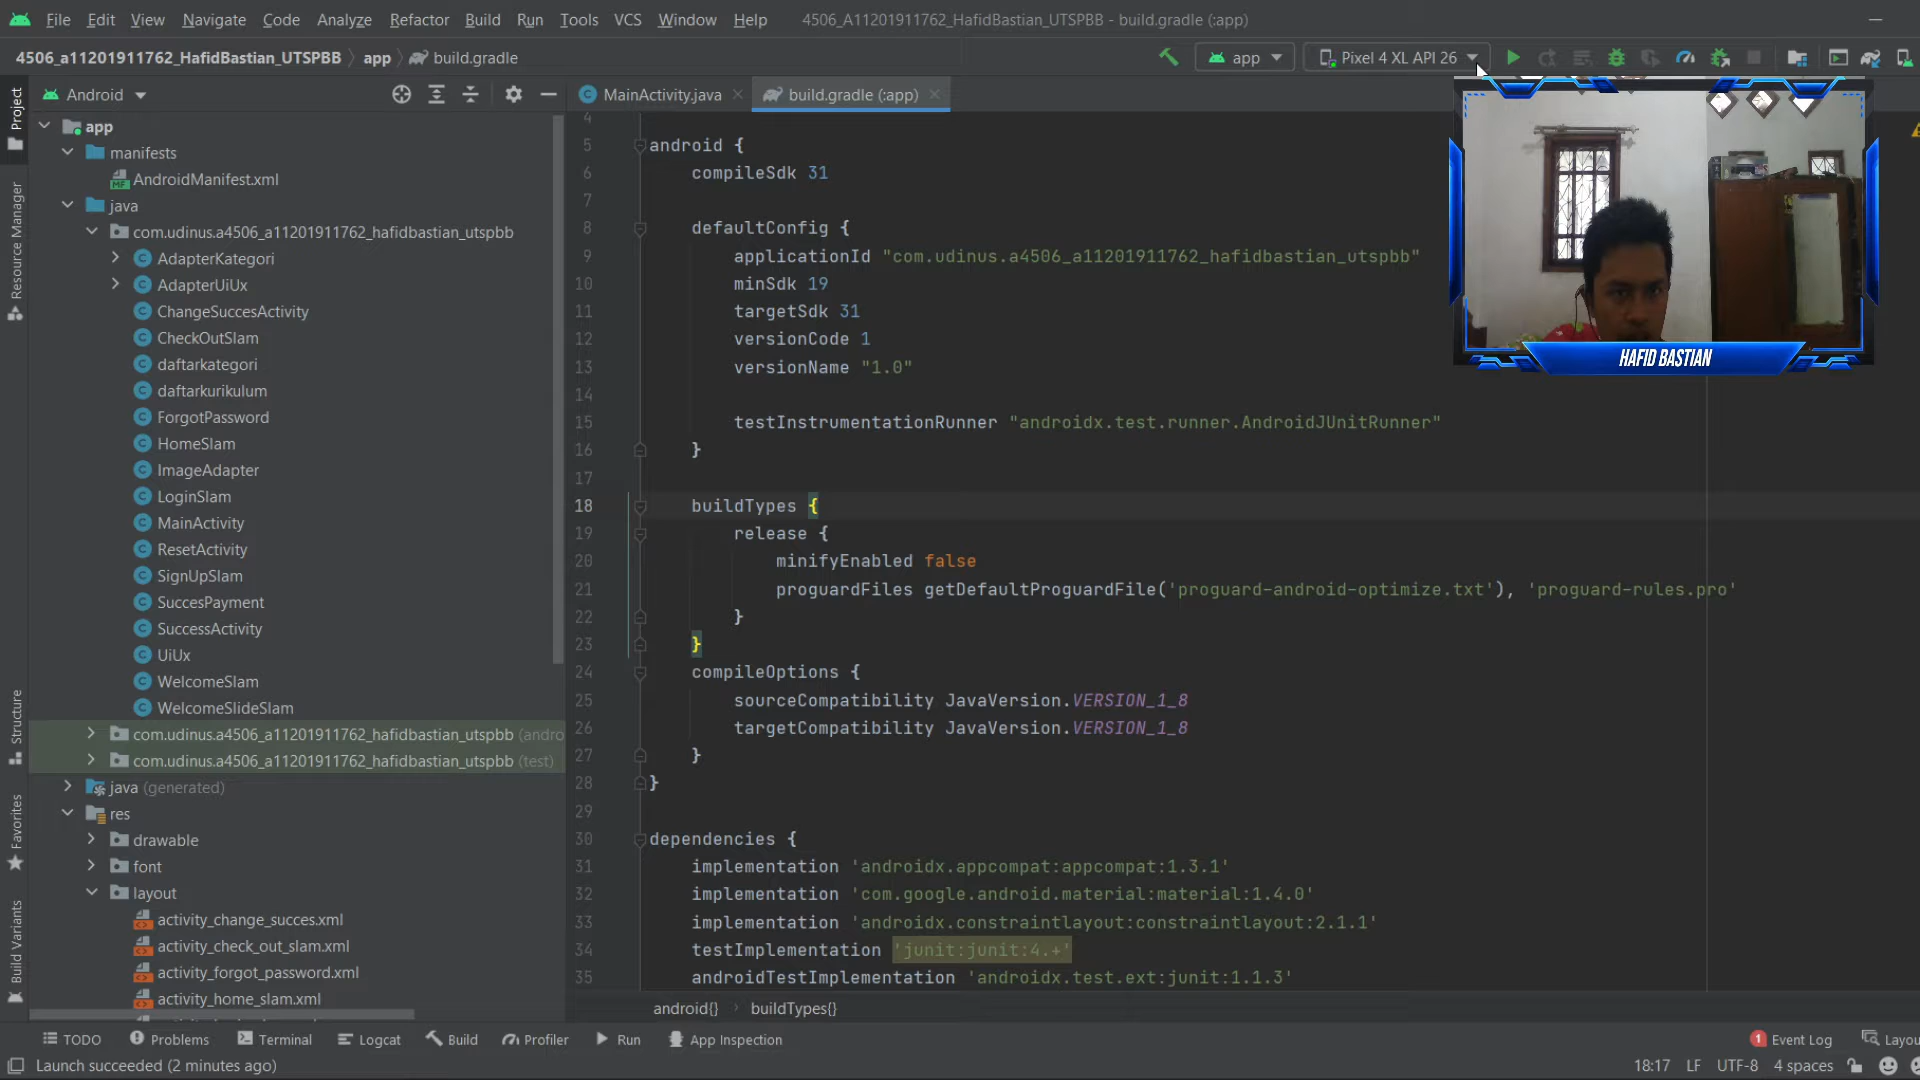 File Edit View Navigate Code Analyze Refactor Build Run Tools VCS Window Help 4506_A11201911762_HafidBastian_UTSPBB - build.gradle (:app)
4506_a11201911762_HafidBastian_UTSPBB app build.gradle app Pixel 4 XL API 26
Project
Resource Manager
Structure
Favorites
Build Variants
Android
app
manifests
AndroidManifest.xml
java
com.udinus.a4506_a11201911762_hafidbastian_utspbb
AdapterKategori
AdapterUiUx
ChangeSuccesActivity
CheckOutSlam
daftarkategori
daftarkurikulum
ForgotPassword
HomeSlam
ImageAdapter
LoginSlam
MainActivity
ResetActivity
SignUpSlam
SuccesPayment
SuccessActivity
UiUx
WelcomeSlam
WelcomeSlideSlam
com.udinus.a4506_a11201911762_hafidbastian_utspbb (andro
com.udinus.a4506_a11201911762_hafidbastian_utspbb (test)
java (generated)
res
drawable
font
layout
activity_change_succes.xml
activity_check_out_slam.xml
activity_forgot_password.xml
activity_home_slam.xml
MainActivity.java build.gradle (:app)
4
5 android {
6 compileSdk 31
7
8 defaultConfig {
9 applicationId "com.udinus.a4506_a11201911762_hafidbastian_utspbb"
10 minSdk 19
11 targetSdk 31
12 versionCode 1
13 versionName "1.0"
14
15 testInstrumentationRunner "androidx.test.runner.AndroidJUnitRunner"
16 }
17
18 buildTypes {
19 release {
20 minifyEnabled false
21 proguardFiles getDefaultProguardFile('proguard-android-optimize.txt'), 'proguard-rules.pro'
22 }
23 }
24 compileOptions {
25 sourceCompatibility JavaVersion.VERSION_1_8
26 targetCompatibility JavaVersion.VERSION_1_8
27 }
28 }
29
30 dependencies {
31 implementation 'androidx.appcompat:appcompat:1.3.1'
32 implementation 'com.google.android.material:material:1.4.0'
33 implementation 'androidx.constraintlayout:constraintlayout:2.1.1'
34 testImplementation 'junit:junit:4.+'
35 androidTestImplementation 'androidx.test.ext:junit:1.1.3'
HAFID BASTIAN
android{} buildTypes{}
TODO Problems Terminal Logcat Build Profiler Run App Inspection 1 Event Log Layou
Launch succeeded (2 minutes ago) 18:17 LF UTF-8 4 spaces